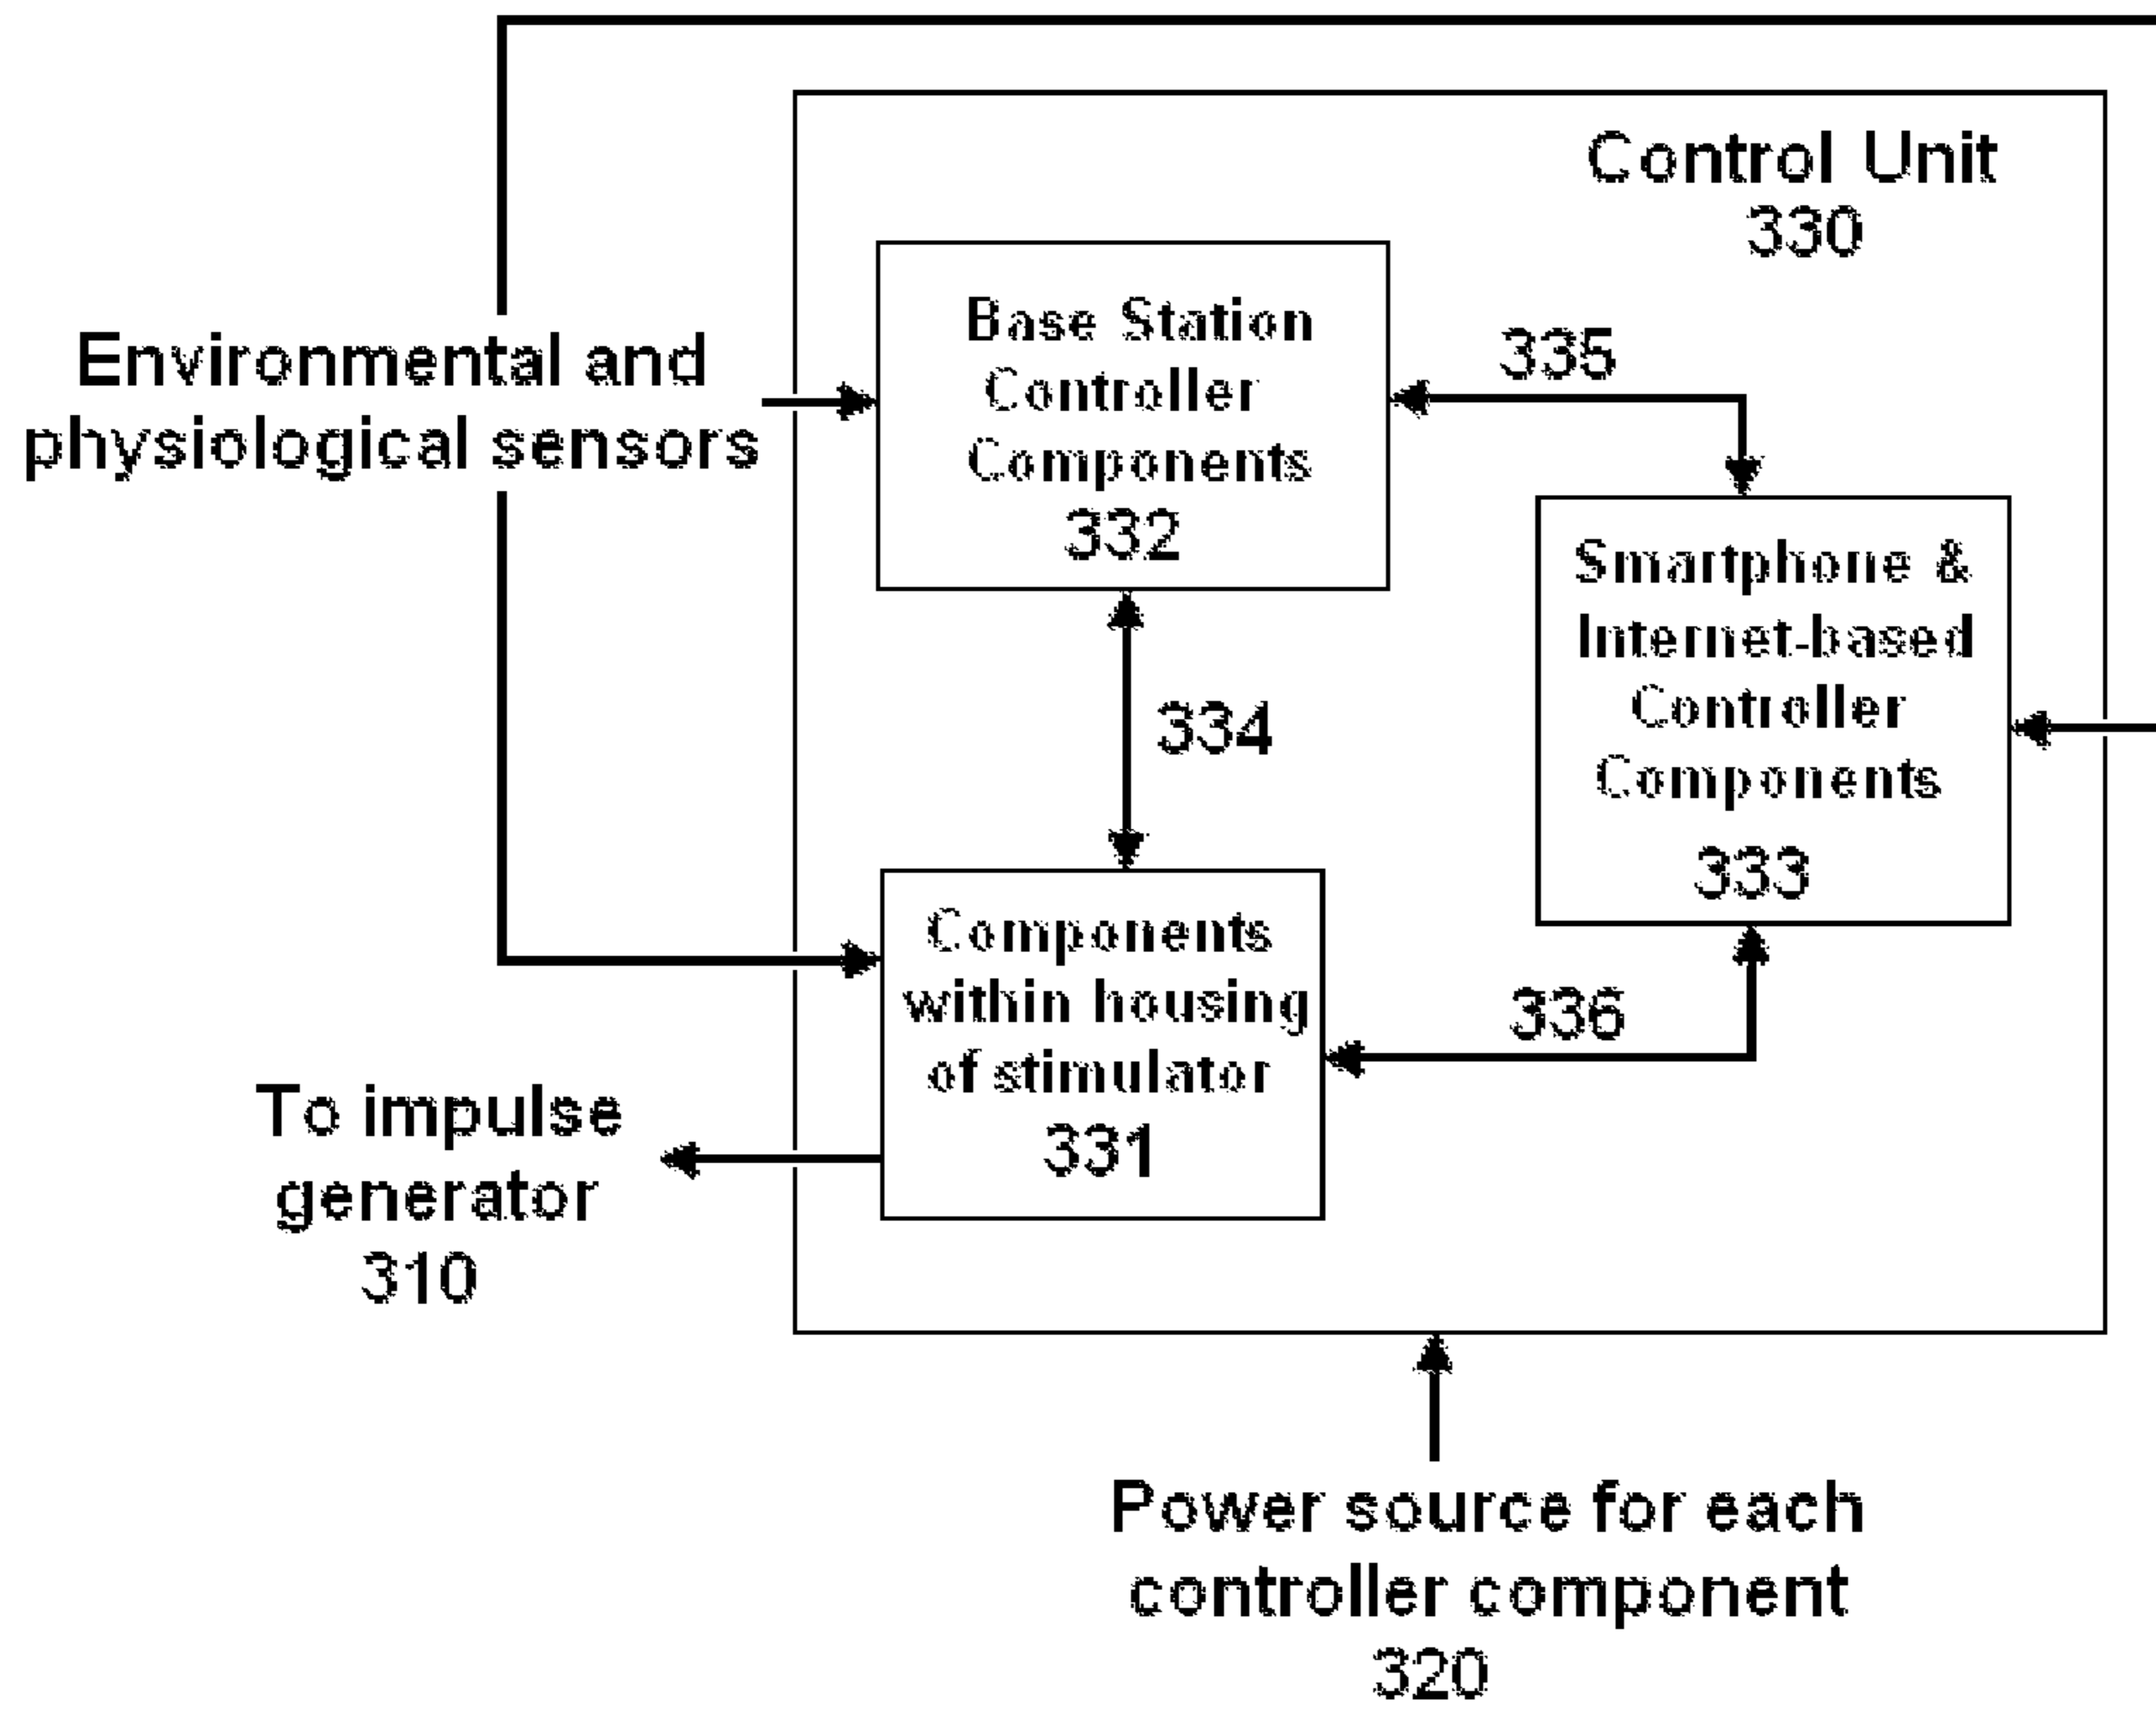 Control Unit
330
Base Station
Controller
Components
332
335
Environmental and
physiological sensors
Smartphone &
Internet-based
Controller
Components
333
334
Components
within housing
of stimulator
331
336
To impulse
generator
310
Power source for each
controller component
320